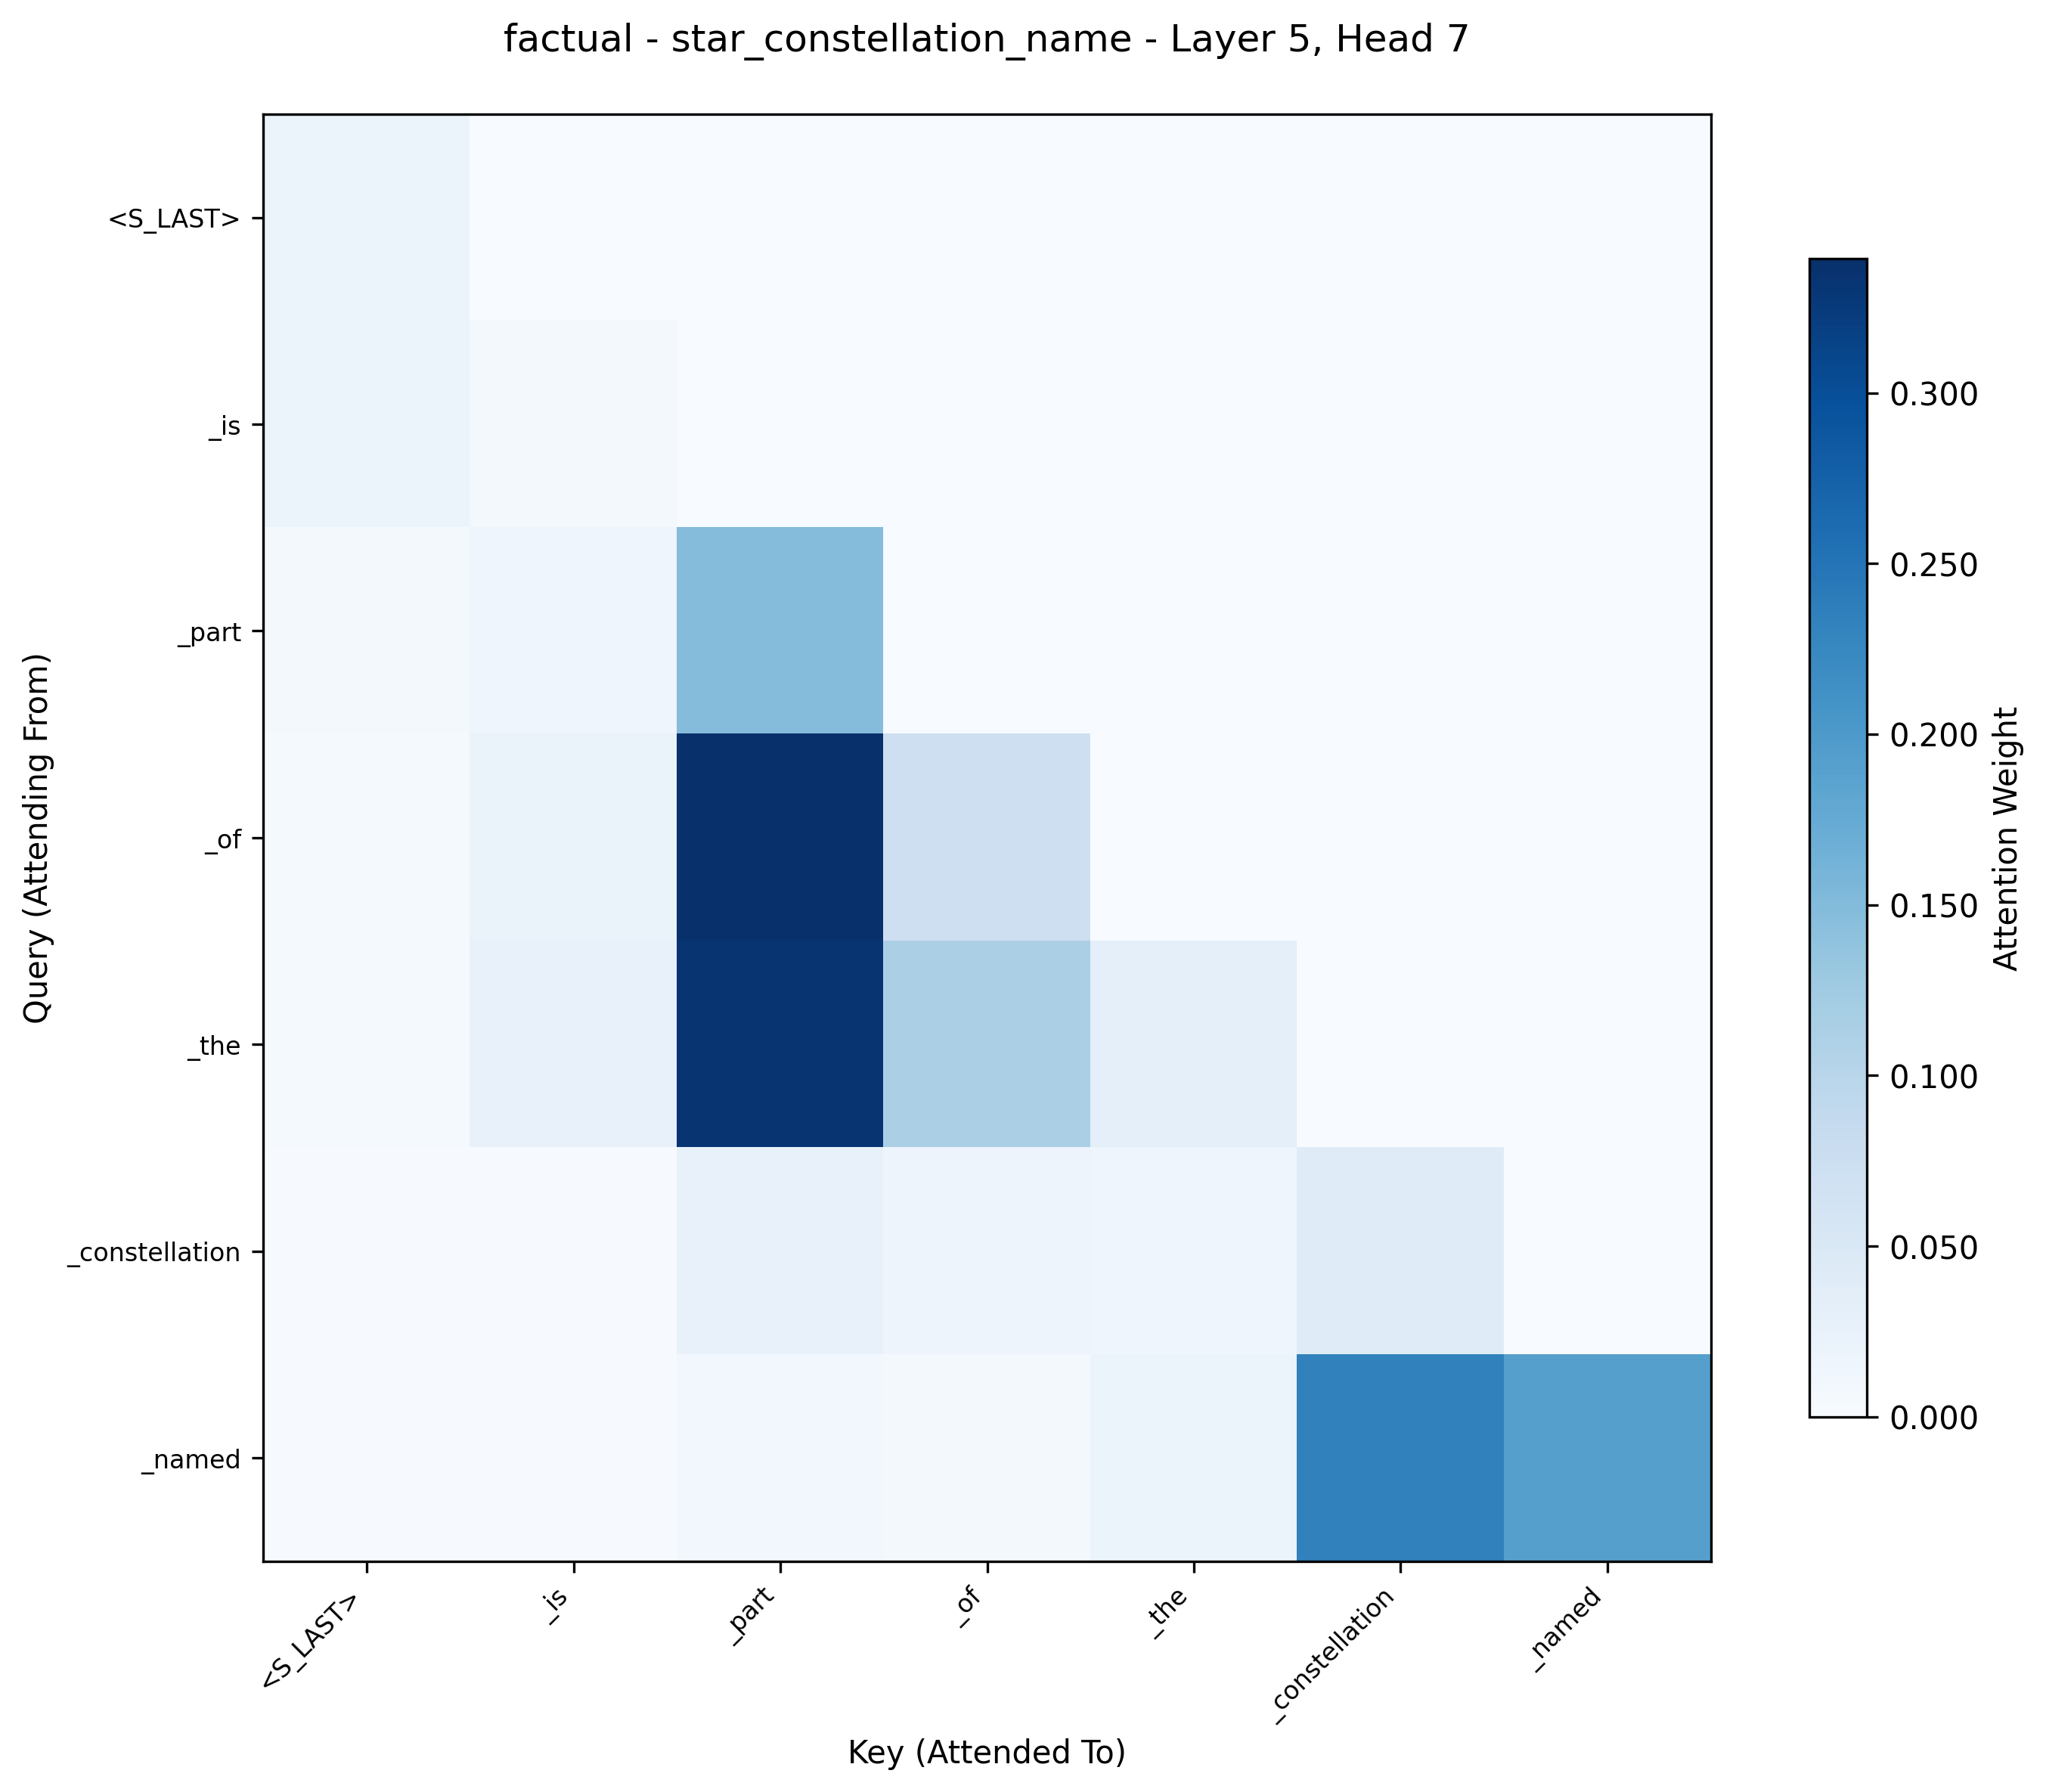 factual - star_constellation_name - Layer 5, Head 7
<S_LAST>
_is
_part
_of
_the
_constellation
_named
Query (Attending From)
<S_LAST>
_is
_part
_of
_the
_constellation
_named
Key (Attended To)
0.300
0.250
0.200
0.150
0.100
0.050
0.000
Attention Weight